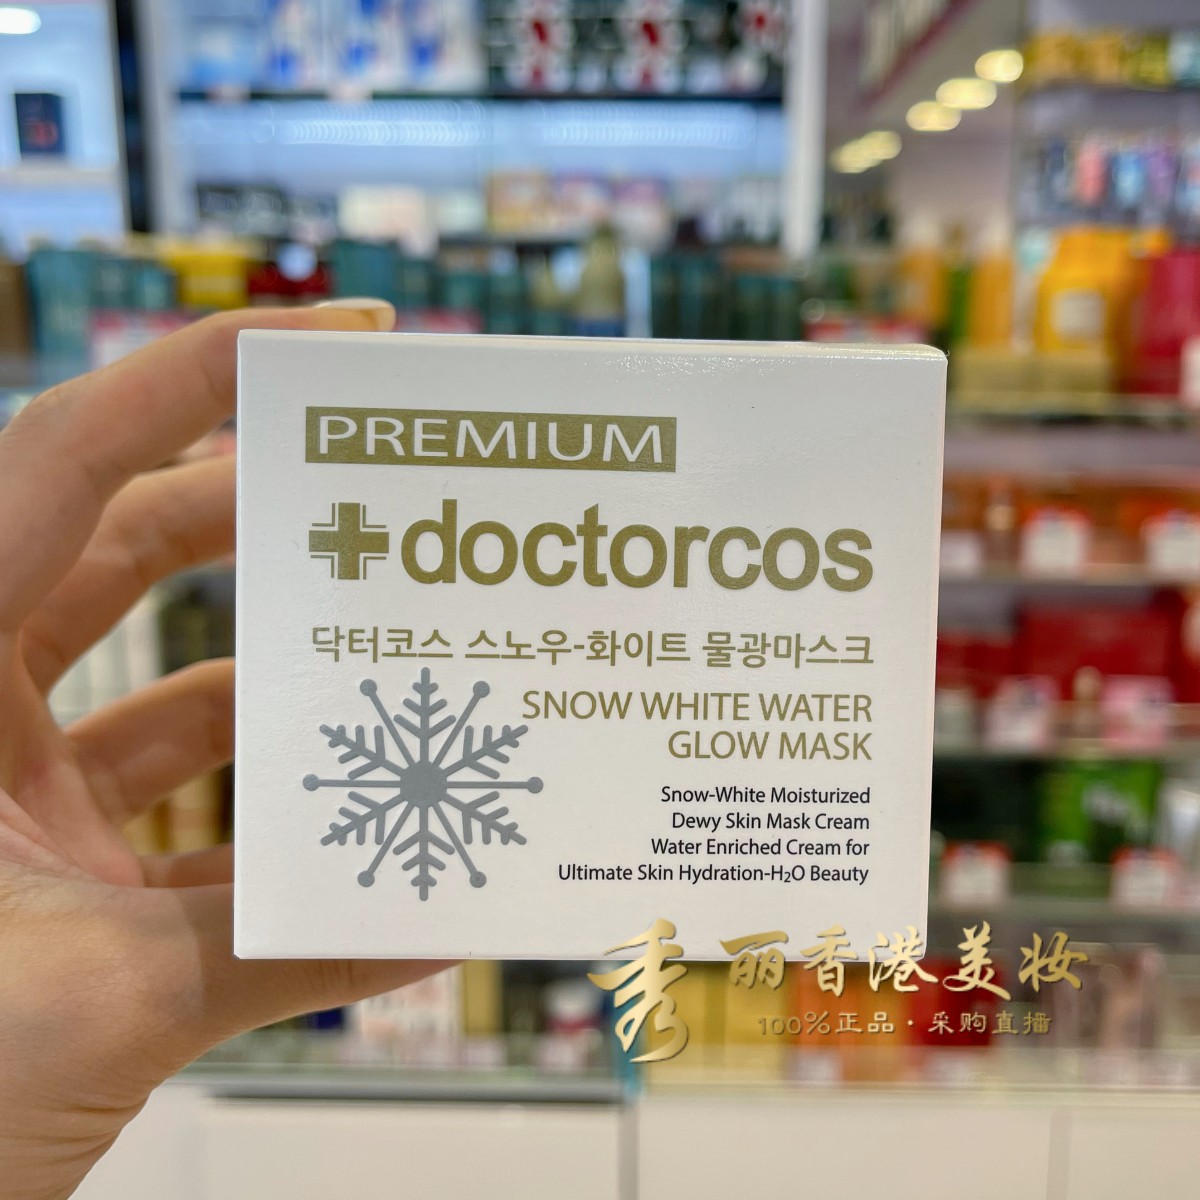 PREMIUM
doctorcos
닥터코스 스노우-화이트 물광마스크
SNOW WHITE WATER
GLOW MASK
Snow-White Moisturized
Dewy Skin Mask Cream
Water Enriched Cream for
Ultimate Skin Hydration-H₂O Beauty
秀丽香港美妆
100%正品·采购直播